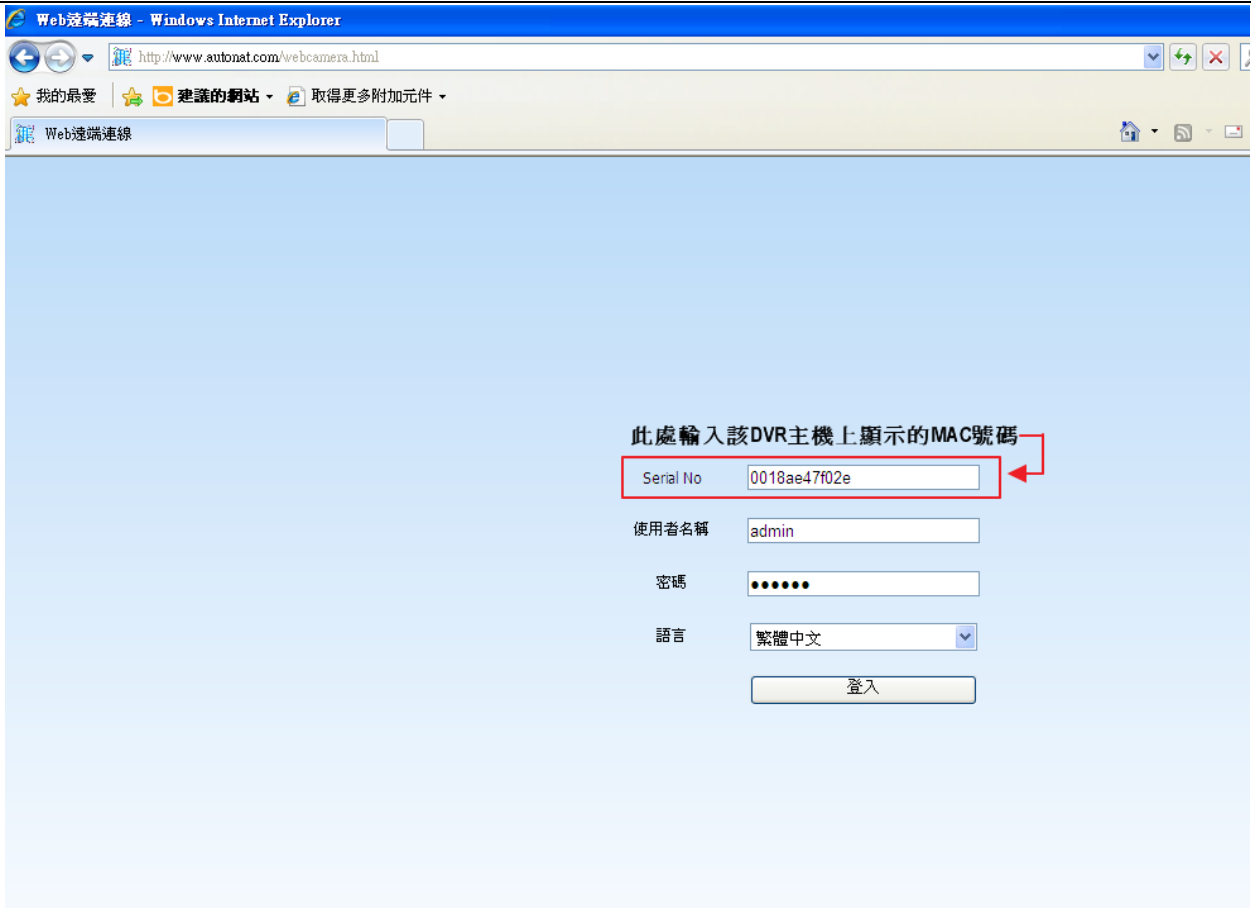 Web遠端連線 - Windows Internet Explorer
http://www.autonat.com/webcamera.html
我的最愛 建議的網站 取得更多附加元件
Web遠端連線
此處輸入該DVR主機上顯示的MAC號碼
Serial No 0018ae47f02e
使用者名稱 admin
密碼 ••••••
語言 繁體中文
登入